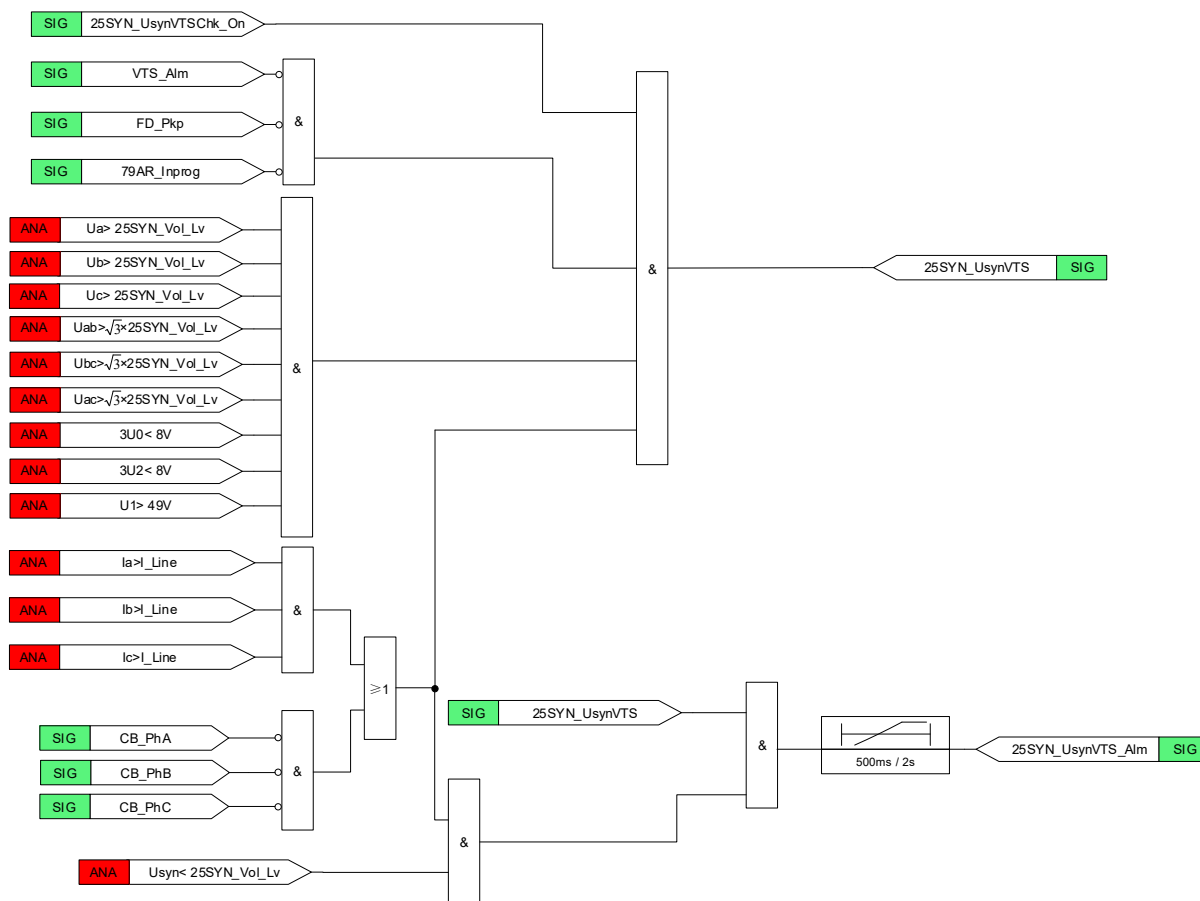 SIG 25SYN_UsynVTSChk_On
SIG VTS_Alm
SIG FD_Pkp
&
SIG 79AR_Inprog
ANA Ua> 25SYN_Vol_Lv
ANA Ub> 25SYN_Vol_Lv
& 25SYN_UsynVTS SIG
ANA Uc> 25SYN_Vol_Lv
ANA Uab>√3×25SYN_Vol_Lv
ANA Ubc>√3×25SYN_Vol_Lv
&
ANA Uac>√3×25SYN_Vol_Lv
ANA 3U0< 8V
ANA 3U2< 8V
ANA U1> 49V
ANA Ia>I_Line
ANA Ib>I_Line &
ANA Ic>I_Line
≥1
SIG 25SYN_UsynVTS
SIG CB_PhA
& 25SYN_UsynVTS_Alm SIG
500ms / 2s
SIG CB_PhB &
SIG CB_PhC
&
ANA Usyn< 25SYN_Vol_Lv